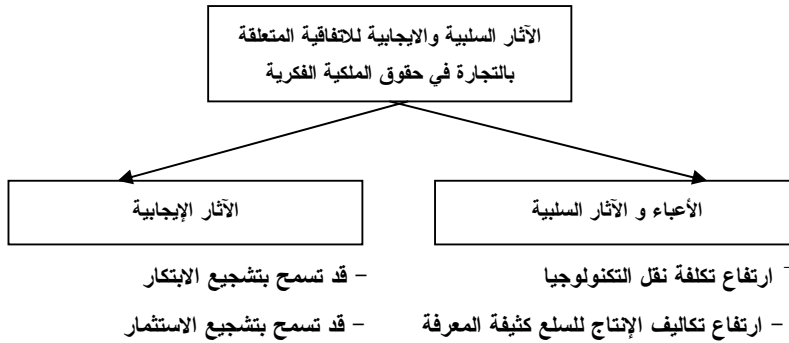 الآثار السلبية والايجابية للاتفاقية المتعلقة
بالتجارة في حقوق الملكية الفكرية
الأعباء و الآثار السلبية
الآثار الإيجابية
- ارتفاع تكلفة نقل التكنولوجيا
- قد تسمح بتشجيع الابتكار
- ارتفاع تكاليف الإنتاج للسلع كثيفة المعرفة
- قد تسمح بتشجيع الاستثمار